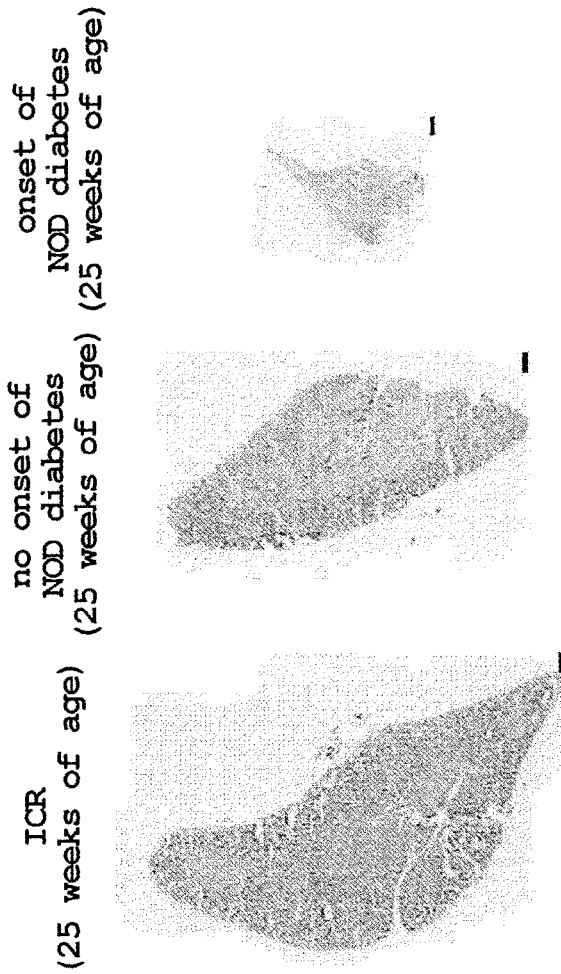 ICR
(25 weeks of age)
no onset of
NOD diabetes
(25 weeks of age)
onset of
NOD diabetes
(25 weeks of age)